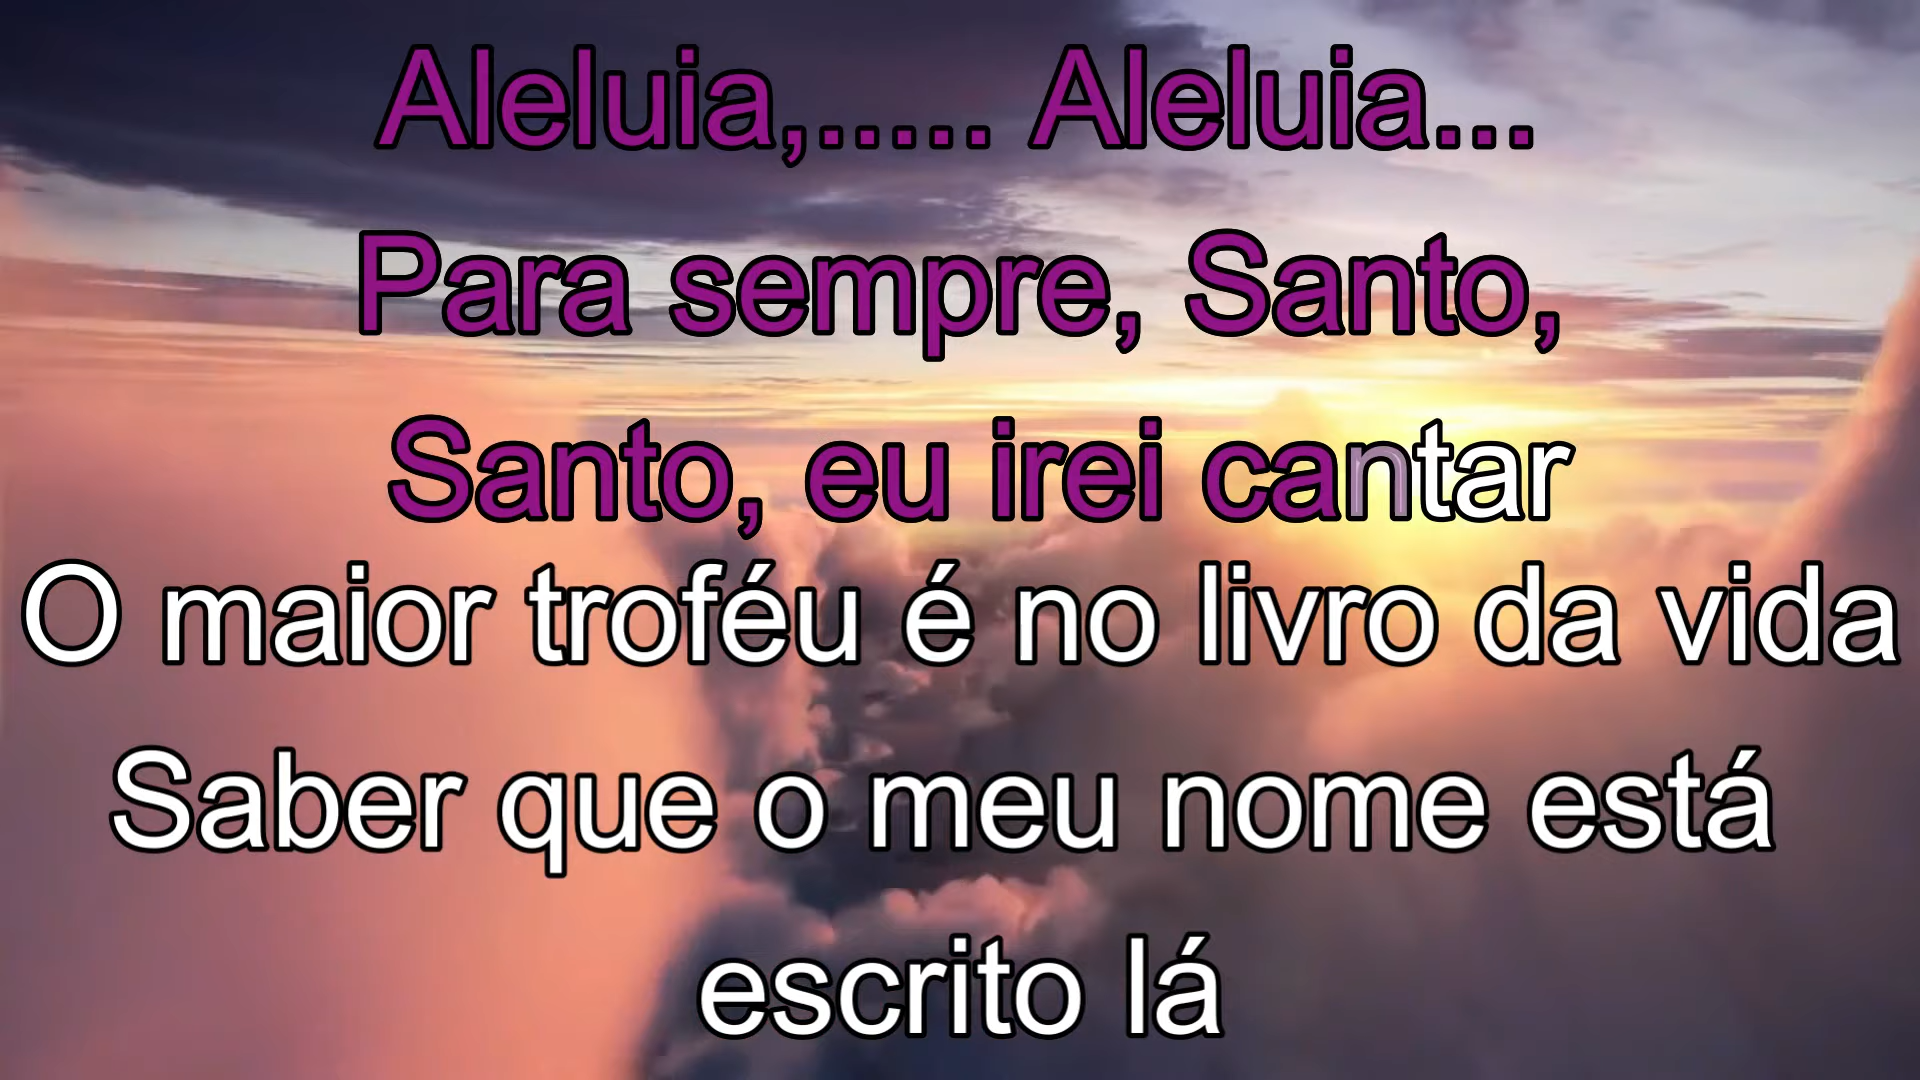 Aleluia,..... Aleluia...
Para sempre, Santo,
Santo, eu irei cantar
O maior troféu é no livro da vida
Saber que o meu nome está
escrito lá